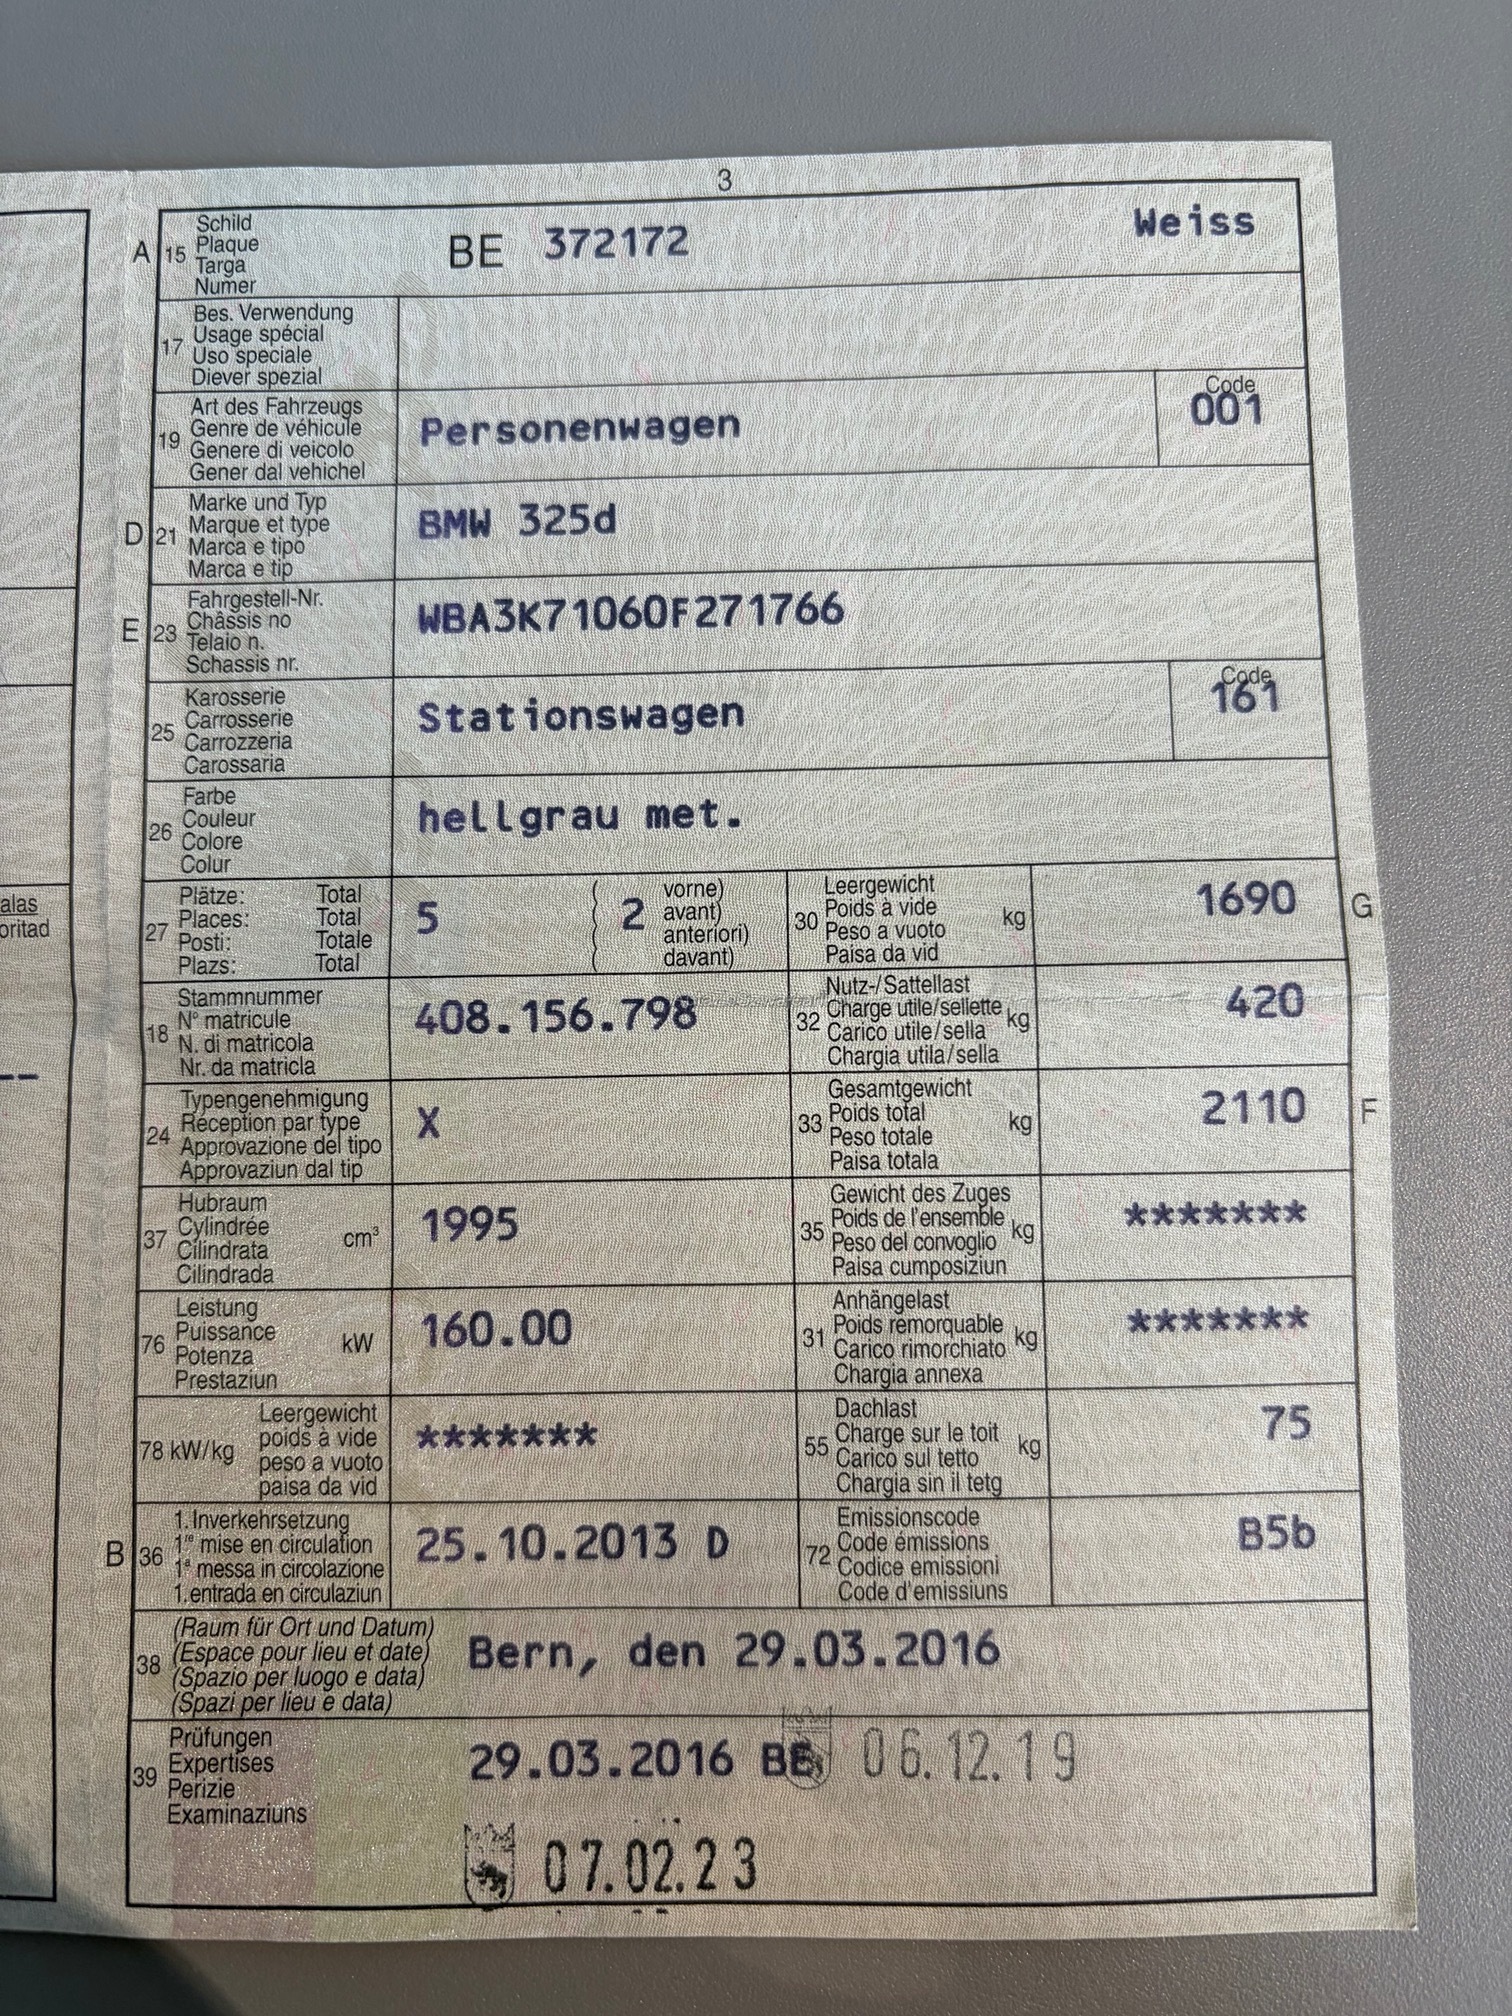 3
A 15 Schild
Plaque
Targa
Numer
BE 372172 Weiss
17 Bes. Verwendung
Usage spécial
Uso speciale
Diever spezial
19 Art des Fahrzeugs
Genre de véhicule
Genere di veicolo
Gener dal vehichel
Personenwagen
Code
001
D 21 Marke und Typ
Marque et type
Marca e tipo
Marca e tip
BMW 325d
E 23 Fahrgestell-Nr.
Châssis no
Telaio n.
Schassis nr.
WBA3K71060F271766
25 Karosserie
Carrosserie
Carrozzeria
Carossaria
Stationswagen
Code
161
26 Farbe
Couleur
Colore
Colur
hellgrau met.
alas
oritad
27 Plätze: Total
Places: Total
Posti: Totale
Plazs: Total
5 ( 2 vorne)
avant)
anteriori)
davant)
30 Leergewicht
Poids à vide
Peso a vuoto
Paisa da vid
kg
1690 G
18 Stammnummer
N° matricule
N. di matricola
Nr. da matricla
408.156.798
32 Nutz-/Sattellast
Charge utile/sellette
Carico utile/sella
Chargia utila/sella
kg
420
--
24 Typengenehmigung
Réception par type
Approvazione del tipo
Approvaziun dal tip
X
33 Gesamtgewicht
Poids total
Peso totale
Paisa totala
kg
2110 F
37 Hubraum
Cylindrée
Cilindrata
Cilindrada
cm³
1995
35 Gewicht des Zuges
Poids de l'ensemble
Peso del convoglio
Paisa cumposiziun
kg
*******
76 Leistung
Puissance
Potenza
Prestaziun
kW
160.00
31 Anhängelast
Poids remorquable
Carico rimorchiato
Chargia annexa
kg
*******
78 kW/kg Leergewicht
poids à vide
peso a vuoto
paisa da vid
*******
55 Dachlast
Charge sur le toit
Carico sul tetto
Chargia sin il tetg
kg
75
B 36 1. Inverkehrsetzung
1re mise en circulation
1a messa in circolazione
1. entrada en circulaziun
25.10.2013 D
72 Emissionscode
Code émissions
Codice emissioni
Code d'emissiuns
B5b
38 (Raum für Ort und Datum)
(Espace pour lieu et date)
(Spazio per luogo e data)
(Spazi per lieu e data)
Bern, den 29.03.2016
39 Prüfungen
Expertises
Perizie
Examinaziuns
29.03.2016 BE 06.12.19
07.02.23